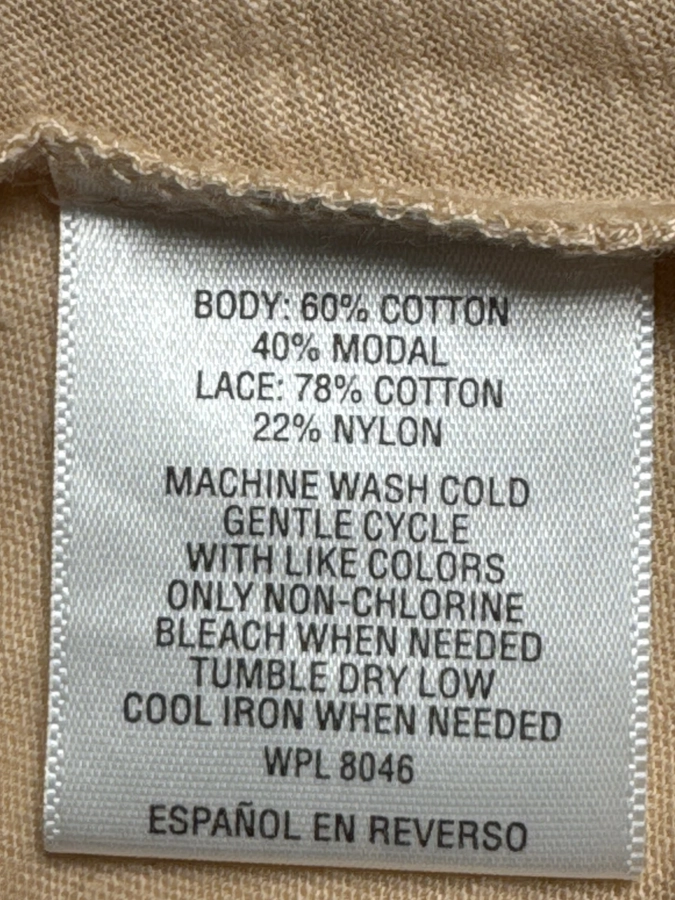 BODY: 60% COTTON
40% MODAL
LACE: 78% COTTON
22% NYLON
MACHINE WASH COLD
GENTLE CYCLE
WITH LIKE COLORS
ONLY NON-CHLORINE
BLEACH WHEN NEEDED
TUMBLE DRY LOW
COOL IRON WHEN NEEDED
WPL 8046
ESPAÑOL EN REVERSO